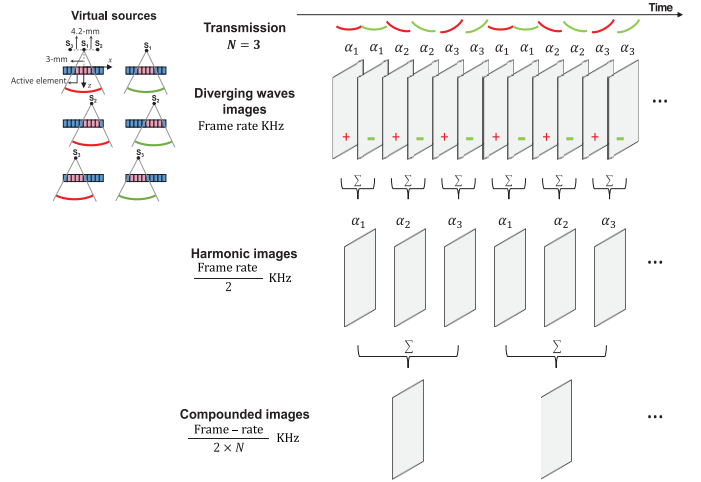 Virtual sources
4.2-mm
S₃ S₁ S₂
3-mm
x
Active element
z
S₁
S₂
S₂
S₃
S₃
Time
Transmission
N = 3
α₁ α₁ α₂ α₂ α₃ α₃ α₁ α₁ α₂ α₂ α₃ α₃
Diverging waves
images
Frame rate KHz
...
+ - + - + - + - + - + -
Σ Σ Σ Σ Σ Σ
α₁ α₂ α₃ α₁ α₂ α₃
Harmonic images
Frame rate
2
KHz
...
Σ Σ
Compounded images
Frame – rate
2 × N
KHz
...